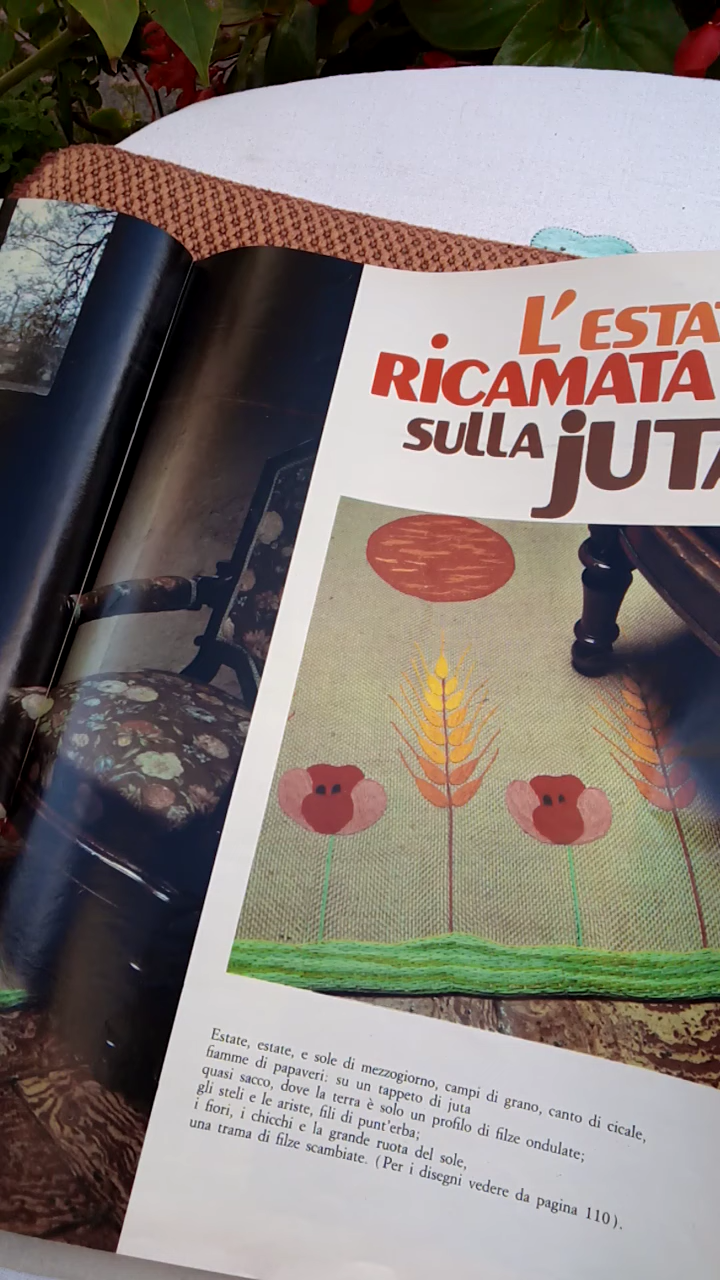 L'ESTA
RICAMATA
SULLA JUTA
Estate, estate, e sole di mezzogiorno, campi di grano, canto di cicale,
fiamme di papaveri: su un tappeto di juta
quasi sacco, dove la terra è solo un profilo di filze ondulate;
gli steli e le ariste, fili di punt'erba;
i fiori, i chicchi e la grande ruota del sole,
una trama di filze scambiate. (Per i disegni vedere da pagina 110).